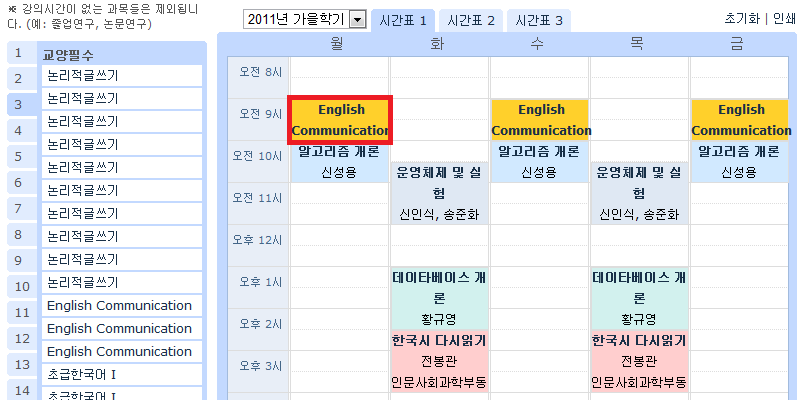 ※ 강의시간이 없는 과목들은 제외됩니
다. (예: 졸업연구, 논문연구)
2011년 가을학기
시간표 1
시간표 2
시간표 3
초기화 | 인쇄
1
2
3
4
5
6
7
8
9
10
11
12
13
14
교양필수
논리적글쓰기
논리적글쓰기
논리적글쓰기
논리적글쓰기
논리적글쓰기
논리적글쓰기
논리적글쓰기
논리적글쓰기
논리적글쓰기
논리적글쓰기
English Communication
English Communication
English Communication
초급한국어 I
월 화 수 목 금
오전 8시
오전 9시
English
Communication
English
Communication
English
Communication
오전 10시
알고리즘 개론
신성용
알고리즘 개론
신성용
알고리즘 개론
신성용
운영체제 및 실
험
신인식, 송준화
운영체제 및 실
험
신인식, 송준화
오전 11시
오후 12시
오후 1시
데이타베이스 개
론
황규영
데이타베이스 개
론
황규영
오후 2시
한국시 다시읽기
전봉관
인문사회과학부동
한국시 다시읽기
전봉관
인문사회과학부동
오후 3시